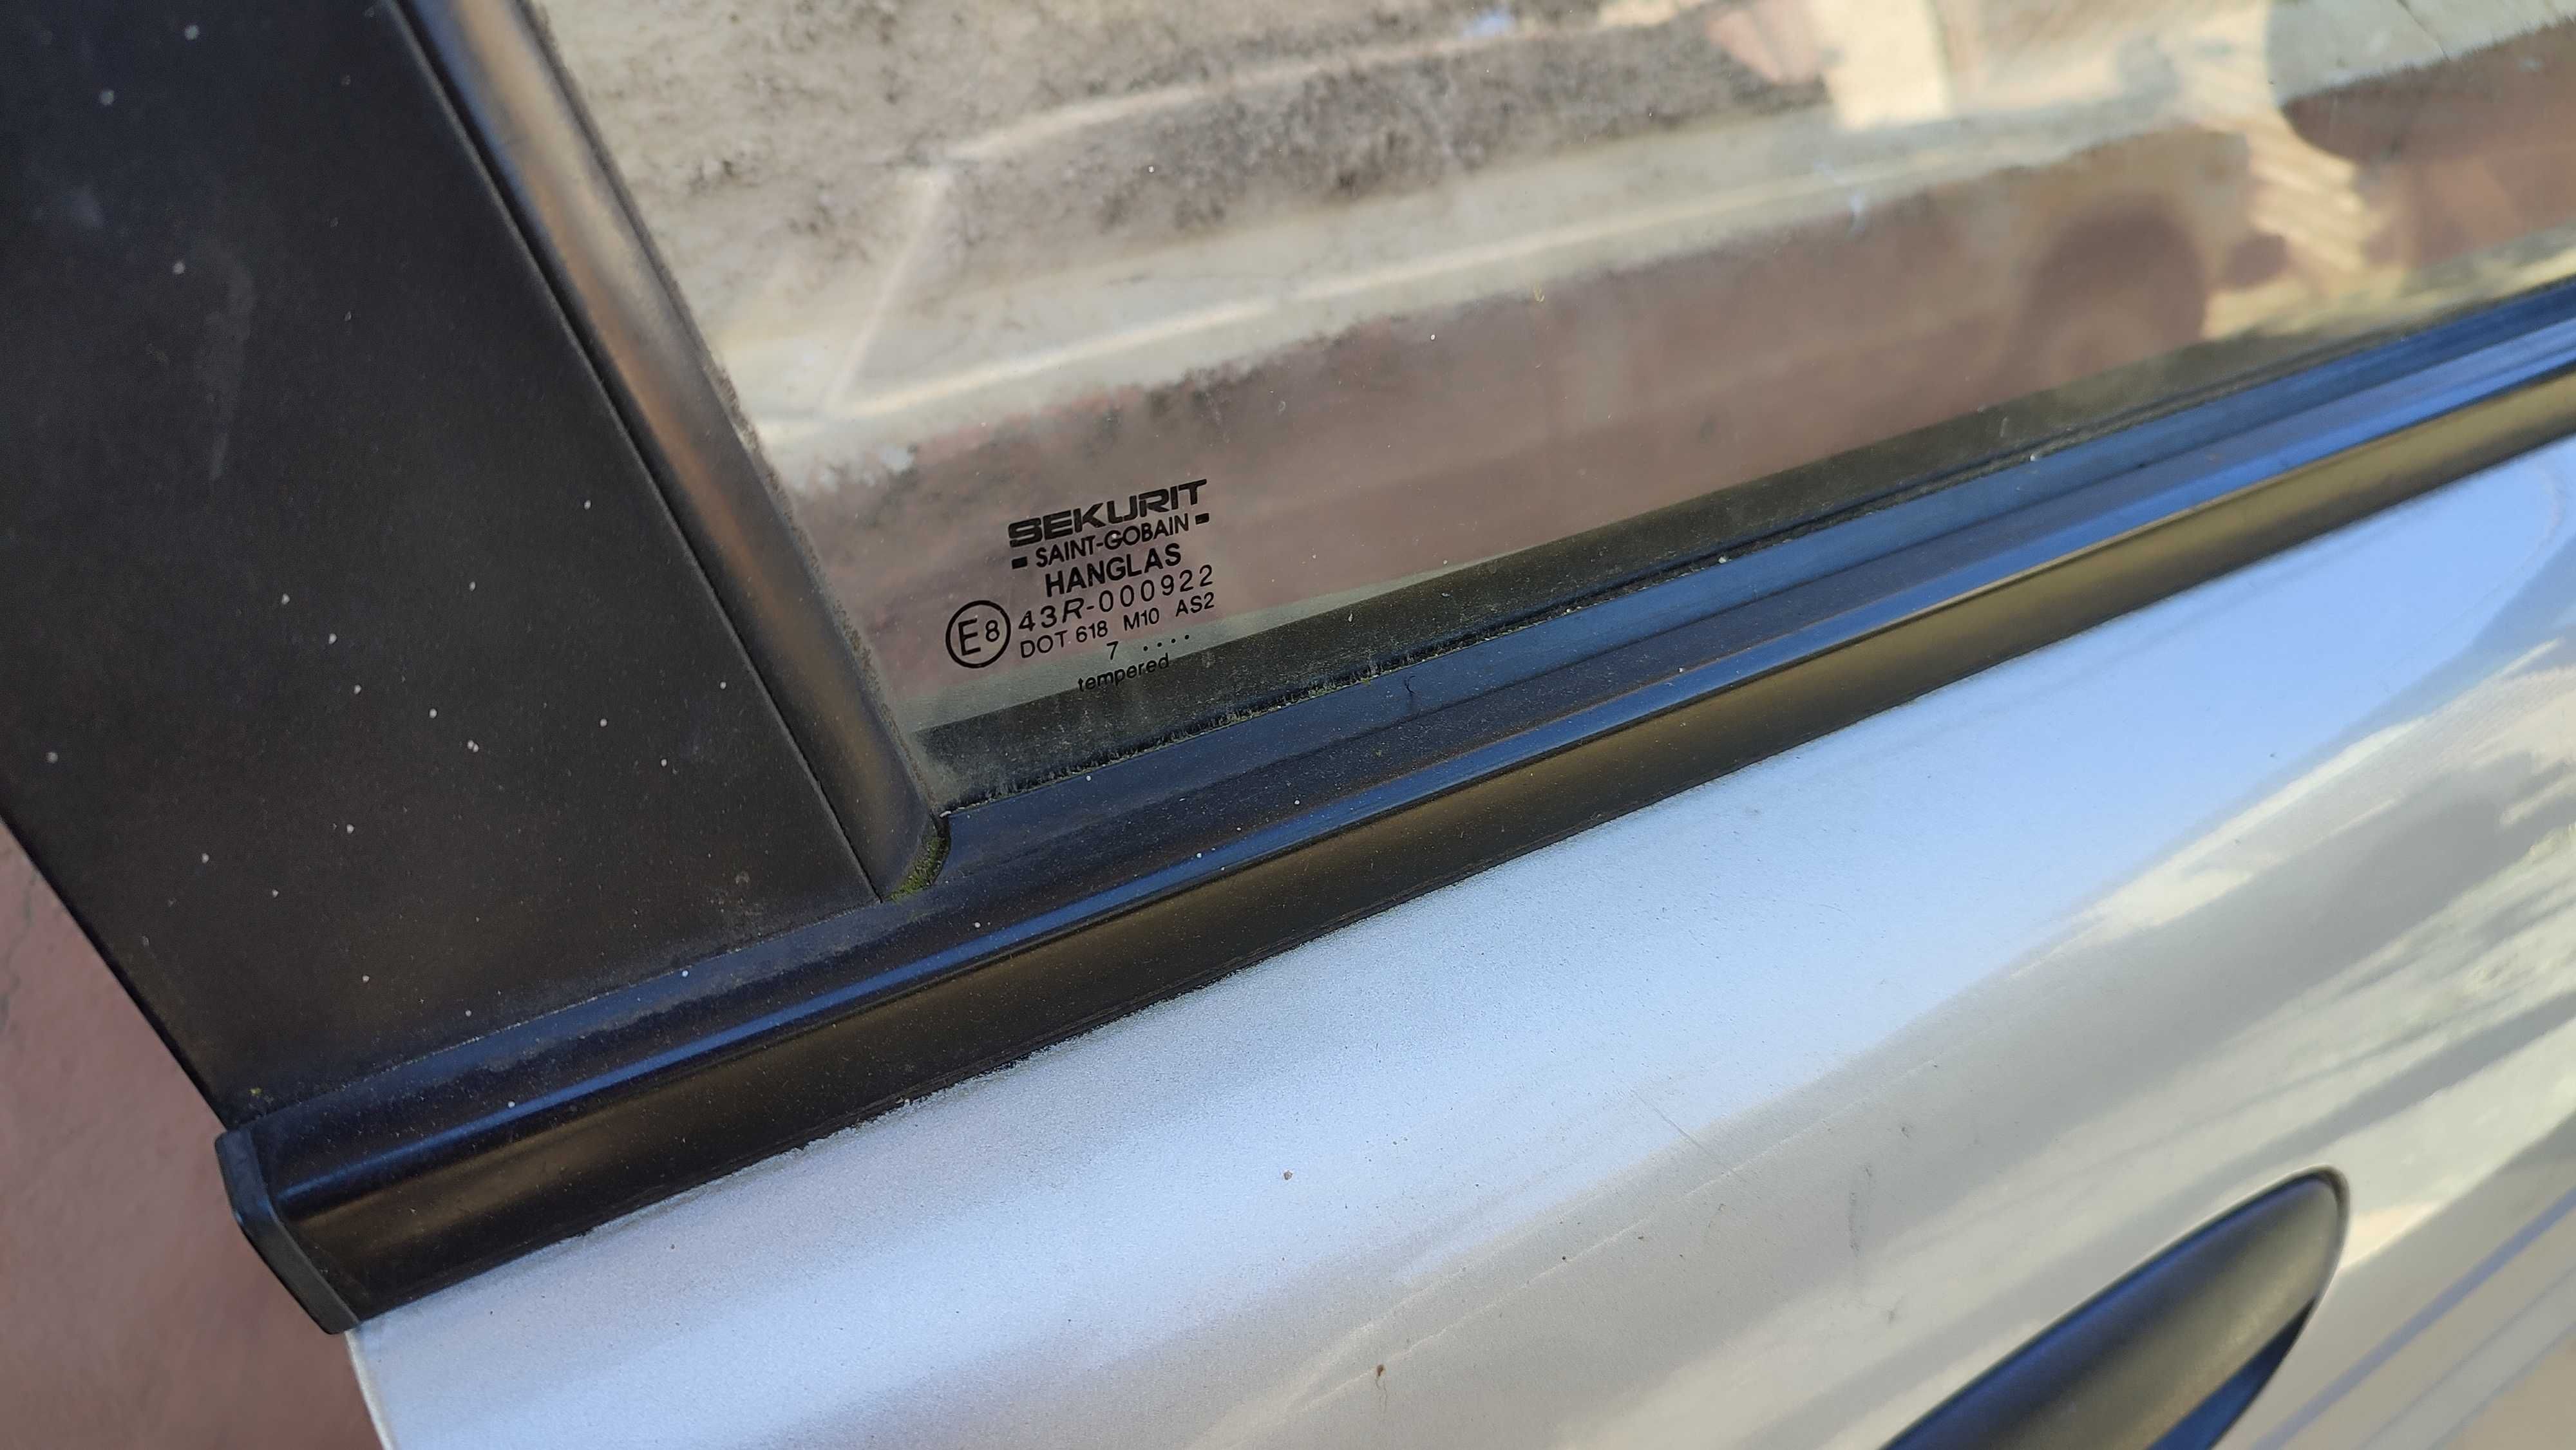 SEKURIT
SAINT-GOBAIN
HANGLAS
E8 43R-000922
DOT 618 M10 AS2
7 ....
tempered